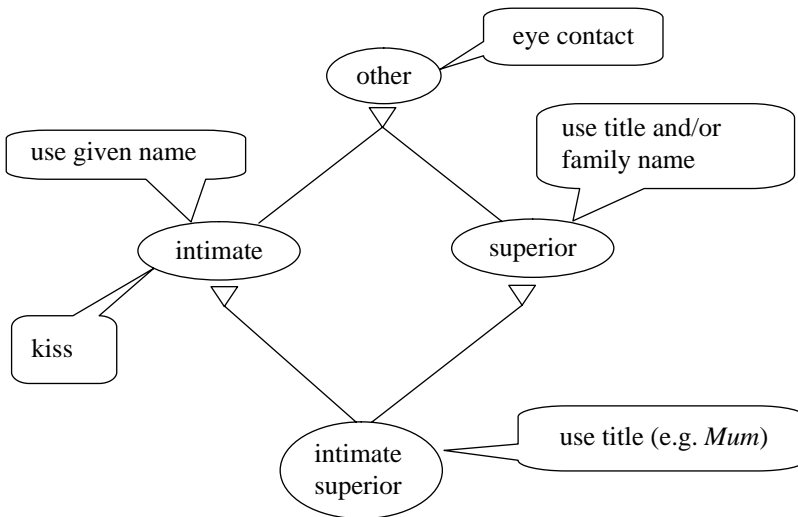 eye contact
other
use title and/or
family name
use given name
intimate
superior
kiss
use title (e.g. Mum)
intimate
superior